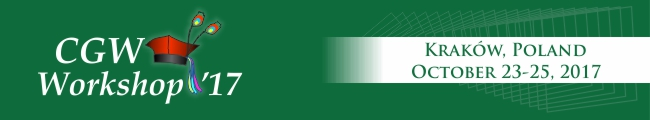 CGW
Workshop '17
Kraków, Poland
October 23-25, 2017